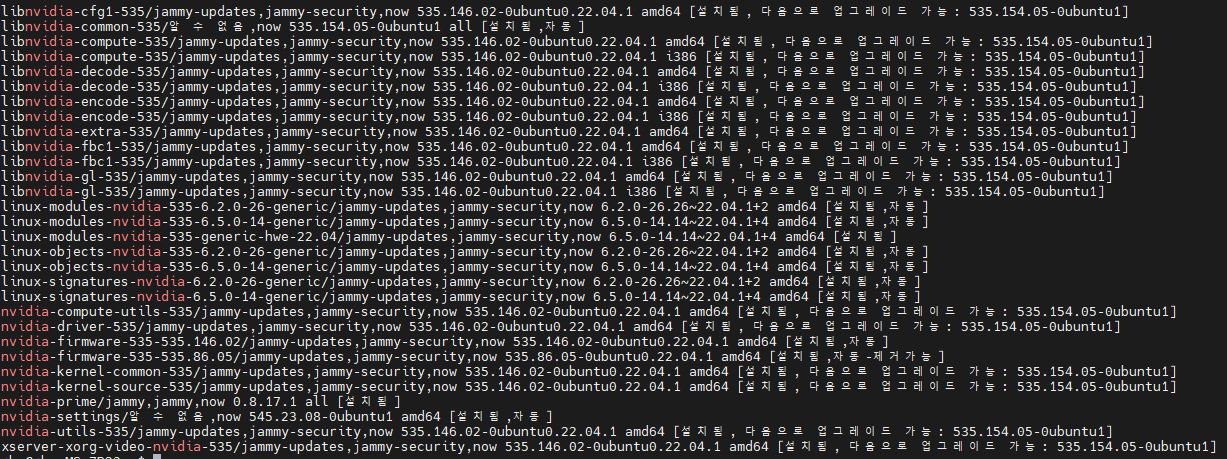 libnvidia-cfg1-535/jammy-updates,jammy-security,now 535.146.02-0ubuntu0.22.04.1 amd64 [설치됨, 다음으로 업그레이드 가능: 535.154.05-0ubuntu1]
libnvidia-common-535/알 수 없음,now 535.154.05-0ubuntu1 all [설치됨,자동]
libnvidia-compute-535/jammy-updates,jammy-security,now 535.146.02-0ubuntu0.22.04.1 amd64 [설치됨, 다음으로 업그레이드 가능: 535.154.05-0ubuntu1]
libnvidia-compute-535/jammy-updates,jammy-security,now 535.146.02-0ubuntu0.22.04.1 i386 [설치됨, 다음으로 업그레이드 가능: 535.154.05-0ubuntu1]
libnvidia-decode-535/jammy-updates,jammy-security,now 535.146.02-0ubuntu0.22.04.1 amd64 [설치됨, 다음으로 업그레이드 가능: 535.154.05-0ubuntu1]
libnvidia-decode-535/jammy-updates,jammy-security,now 535.146.02-0ubuntu0.22.04.1 i386 [설치됨, 다음으로 업그레이드 가능: 535.154.05-0ubuntu1]
libnvidia-encode-535/jammy-updates,jammy-security,now 535.146.02-0ubuntu0.22.04.1 amd64 [설치됨, 다음으로 업그레이드 가능: 535.154.05-0ubuntu1]
libnvidia-encode-535/jammy-updates,jammy-security,now 535.146.02-0ubuntu0.22.04.1 i386 [설치됨, 다음으로 업그레이드 가능: 535.154.05-0ubuntu1]
libnvidia-extra-535/jammy-updates,jammy-security,now 535.146.02-0ubuntu0.22.04.1 amd64 [설치됨, 다음으로 업그레이드 가능: 535.154.05-0ubuntu1]
libnvidia-fbc1-535/jammy-updates,jammy-security,now 535.146.02-0ubuntu0.22.04.1 amd64 [설치됨, 다음으로 업그레이드 가능: 535.154.05-0ubuntu1]
libnvidia-fbc1-535/jammy-updates,jammy-security,now 535.146.02-0ubuntu0.22.04.1 i386 [설치됨, 다음으로 업그레이드 가능: 535.154.05-0ubuntu1]
libnvidia-gl-535/jammy-updates,jammy-security,now 535.146.02-0ubuntu0.22.04.1 amd64 [설치됨, 다음으로 업그레이드 가능: 535.154.05-0ubuntu1]
libnvidia-gl-535/jammy-updates,jammy-security,now 535.146.02-0ubuntu0.22.04.1 i386 [설치됨, 다음으로 업그레이드 가능: 535.154.05-0ubuntu1]
linux-modules-nvidia-535-6.2.0-26-generic/jammy-updates,jammy-security,now 6.2.0-26.26~22.04.1+2 amd64 [설치됨,자동]
linux-modules-nvidia-535-6.5.0-14-generic/jammy-updates,jammy-security,now 6.5.0-14.14~22.04.1+4 amd64 [설치됨,자동]
linux-modules-nvidia-535-generic-hwe-22.04/jammy-updates,jammy-security,now 6.5.0-14.14~22.04.1+4 amd64 [설치됨]
linux-objects-nvidia-535-6.2.0-26-generic/jammy-updates,jammy-security,now 6.2.0-26.26~22.04.1+2 amd64 [설치됨,자동]
linux-objects-nvidia-535-6.5.0-14-generic/jammy-updates,jammy-security,now 6.5.0-14.14~22.04.1+4 amd64 [설치됨,자동]
linux-signatures-nvidia-6.2.0-26-generic/jammy-updates,jammy-security,now 6.2.0-26.26~22.04.1+2 amd64 [설치됨,자동]
linux-signatures-nvidia-6.5.0-14-generic/jammy-updates,jammy-security,now 6.5.0-14.14~22.04.1+4 amd64 [설치됨,자동]
nvidia-compute-utils-535/jammy-updates,jammy-security,now 535.146.02-0ubuntu0.22.04.1 amd64 [설치됨, 다음으로 업그레이드 가능: 535.154.05-0ubuntu1]
nvidia-driver-535/jammy-updates,jammy-security,now 535.146.02-0ubuntu0.22.04.1 amd64 [설치됨, 다음으로 업그레이드 가능: 535.154.05-0ubuntu1]
nvidia-firmware-535-535.146.02/jammy-updates,jammy-security,now 535.146.02-0ubuntu0.22.04.1 amd64 [설치됨,자동]
nvidia-firmware-535-535.86.05/jammy-updates,jammy-security,now 535.86.05-0ubuntu0.22.04.1 amd64 [설치됨,자동-제거가능]
nvidia-kernel-common-535/jammy-updates,jammy-security,now 535.146.02-0ubuntu0.22.04.1 amd64 [설치됨, 다음으로 업그레이드 가능: 535.154.05-0ubuntu1]
nvidia-kernel-source-535/jammy-updates,jammy-security,now 535.146.02-0ubuntu0.22.04.1 amd64 [설치됨, 다음으로 업그레이드 가능: 535.154.05-0ubuntu1]
nvidia-prime/jammy,jammy,now 0.8.17.1 all [설치됨]
nvidia-settings/알 수 없음,now 545.23.08-0ubuntu1 amd64 [설치됨,자동]
nvidia-utils-535/jammy-updates,jammy-security,now 535.146.02-0ubuntu0.22.04.1 amd64 [설치됨, 다음으로 업그레이드 가능: 535.154.05-0ubuntu1]
xserver-xorg-video-nvidia-535/jammy-updates,jammy-security,now 535.146.02-0ubuntu0.22.04.1 amd64 [설치됨, 다음으로 업그레이드 가능: 535.154.05-0ubuntu1]